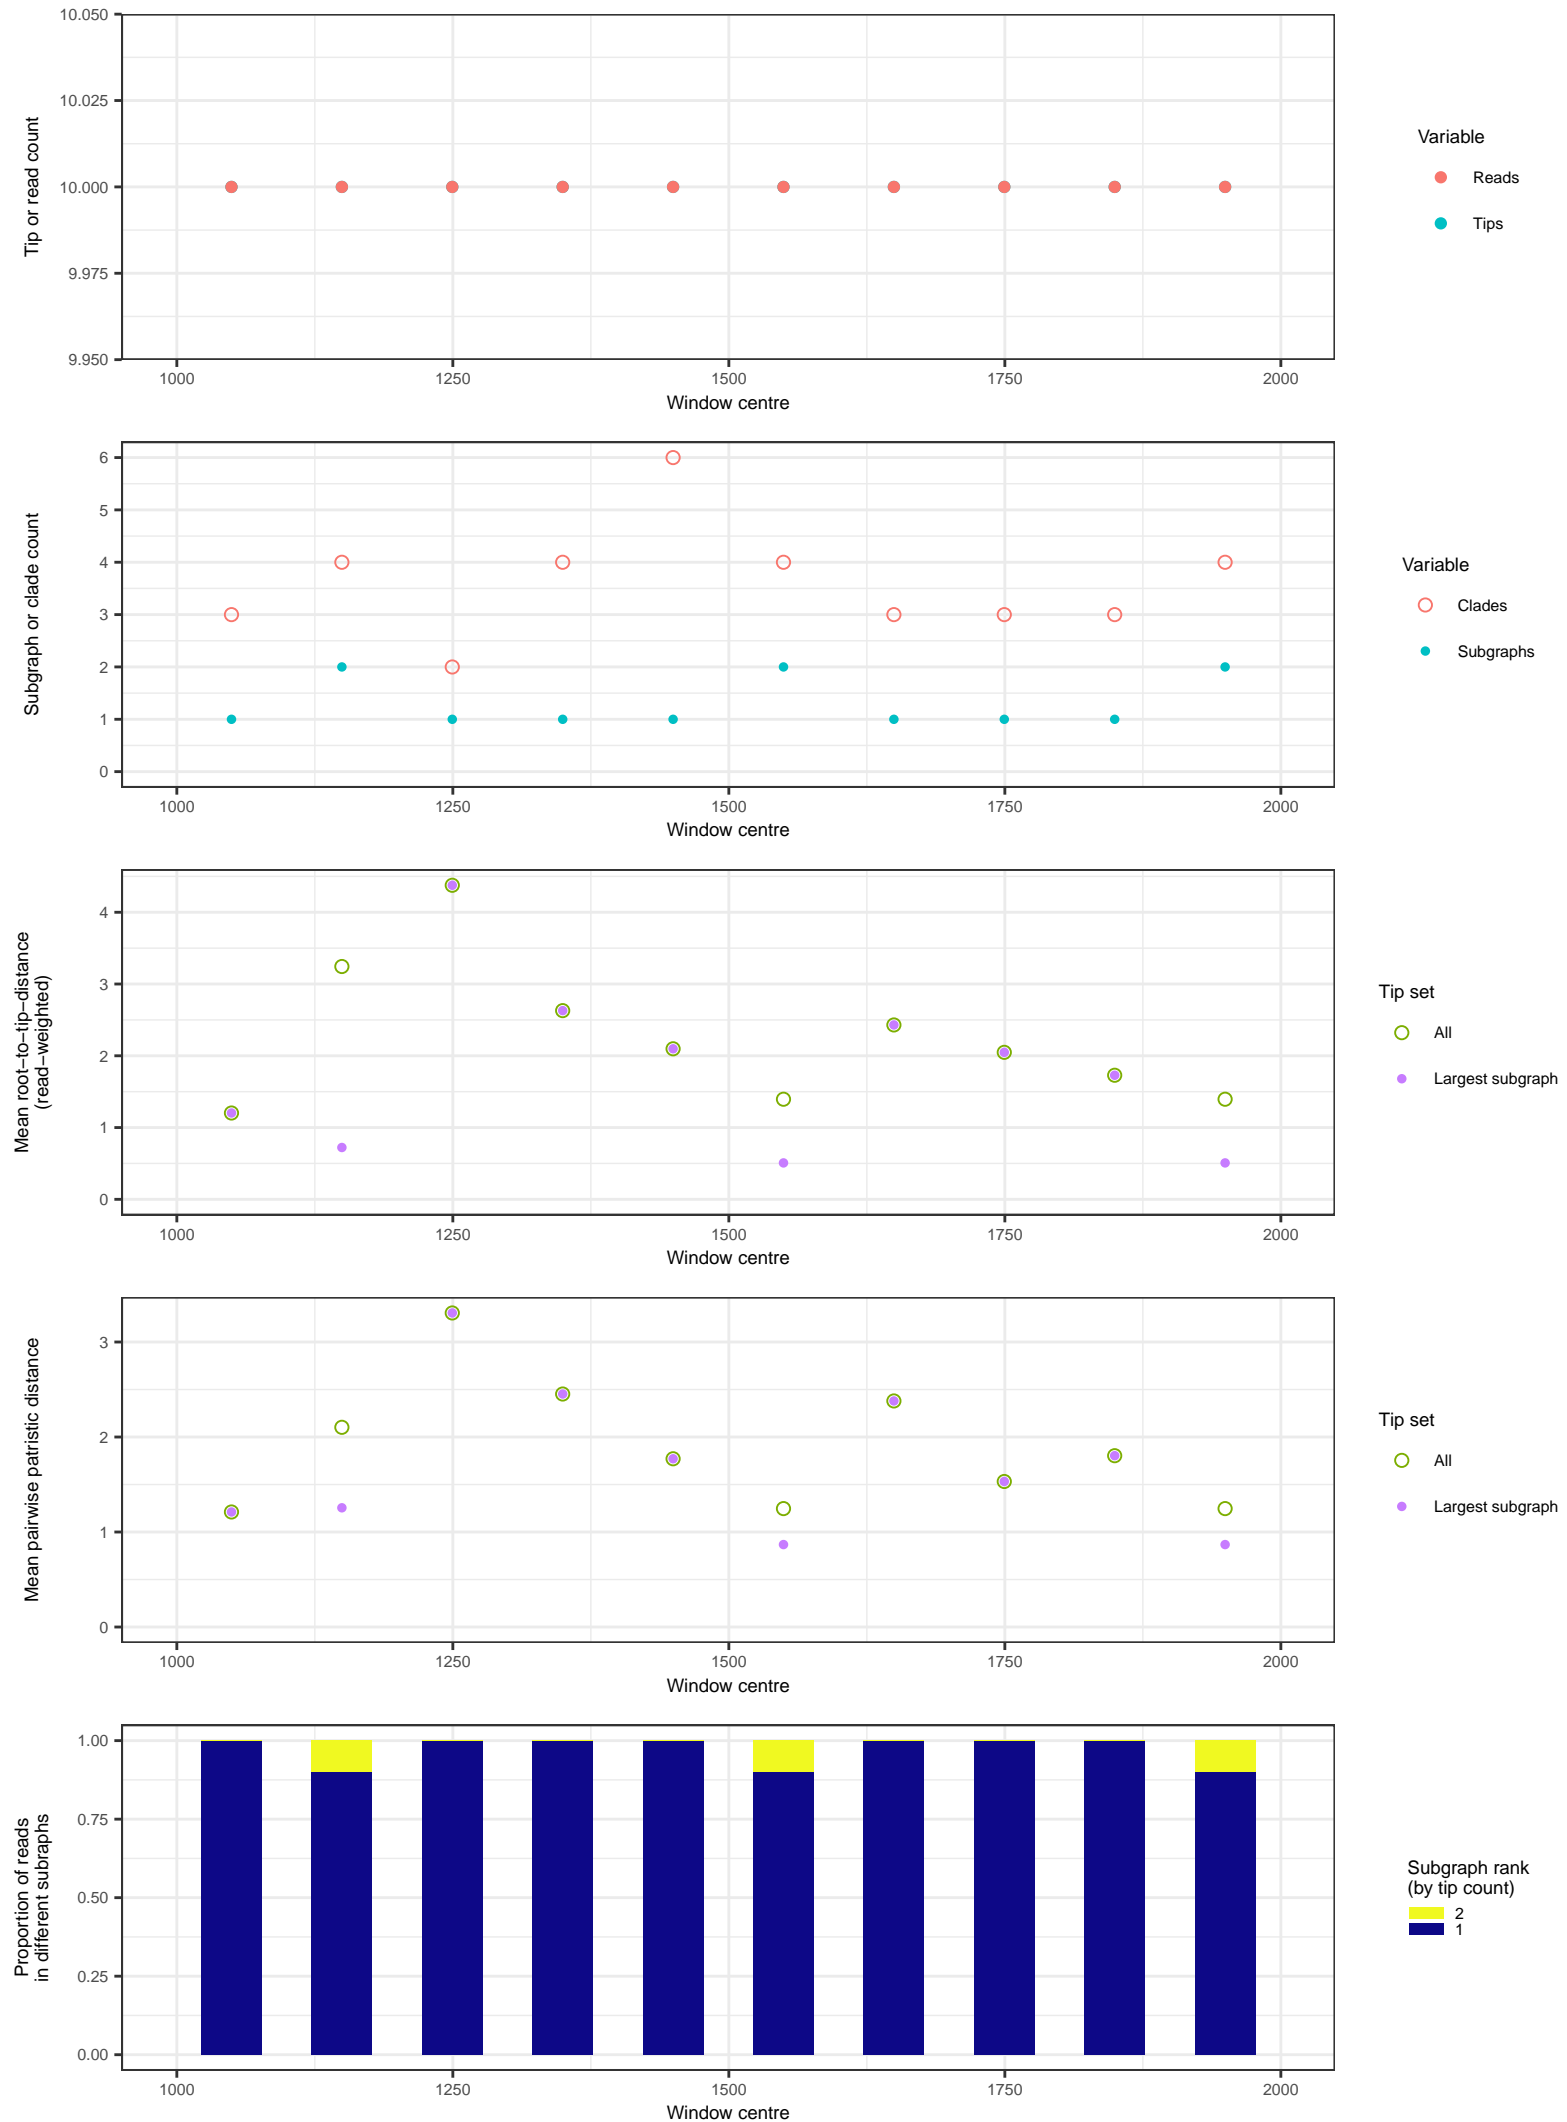 10.050
10.025
10.000
9.975
9.950
Tip or read count
1000 1250 1500 1750 2000
Window centre
Variable
Reads
Tips
6
5
4
3
2
1
0
Subgraph or clade count
1000 1250 1500 1750 2000
Window centre
Variable
Clades
Subgraphs
4
3
2
1
0
Mean root−to−tip−distance
(read−weighted)
1000 1250 1500 1750 2000
Window centre
Tip set
All
Largest subgraph
3
2
1
0
Mean pairwise patristic distance
1000 1250 1500 1750 2000
Window centre
Tip set
All
Largest subgraph
1.00
0.75
0.50
0.25
0.00
Proportion of reads
in different subraphs
1000 1250 1500 1750 2000
Window centre
Subgraph rank
(by tip count)
2
1